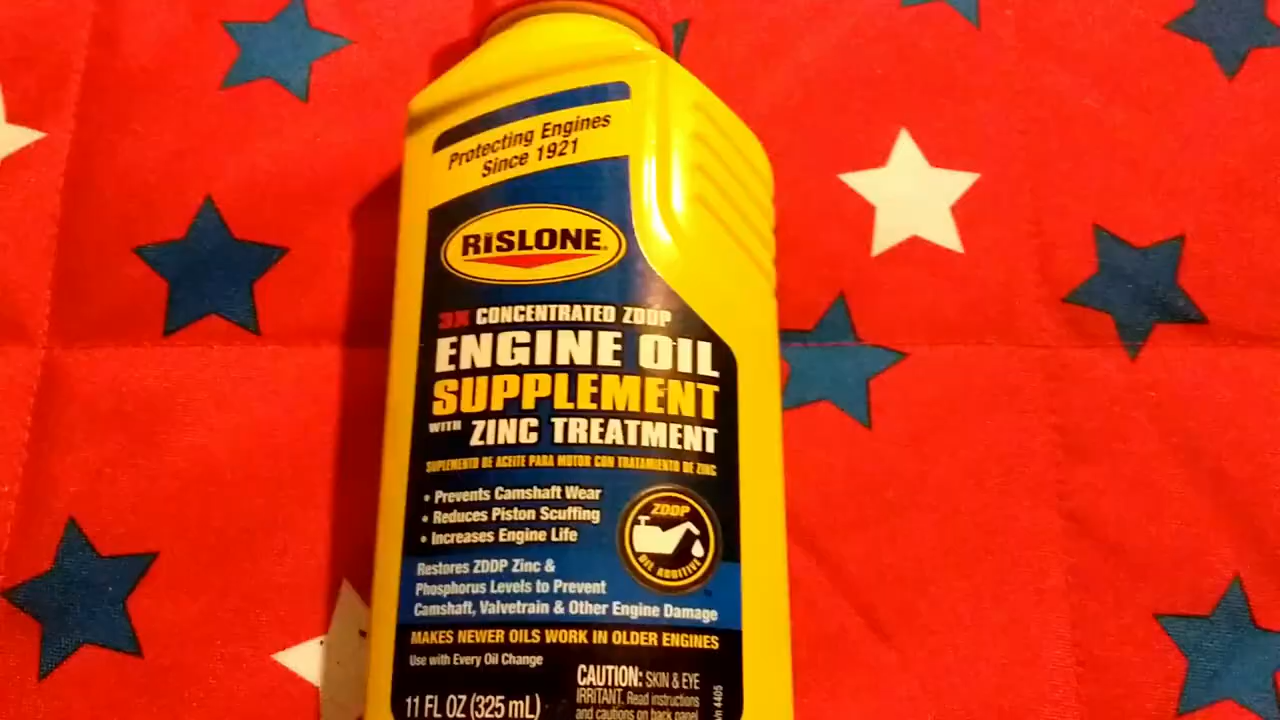 Protecting Engines
Since 1921
RISLONE
3X CONCENTRATED ZDDP
ENGINE OIL
SUPPLEMENT
WITH ZINC TREATMENT
SUPLEMENTO DE ACEITE PARA MOTOR CON TRATAMIENTO DE ZINC
• Prevents Camshaft Wear
• Reduces Piston Scuffing
• Increases Engine Life
ZDDP
OIL ADDITIVE
Restores ZDDP Zinc &
Phosphorus Levels to Prevent
Camshaft, Valvetrain & Other Engine Damage
MAKES NEWER OILS WORK IN OLDER ENGINES
Use with Every Oil Change
11 FL OZ (325 mL)
CAUTION: SKIN & EYE
IRRITANT. Read instructions
and cautions on back panel
4405